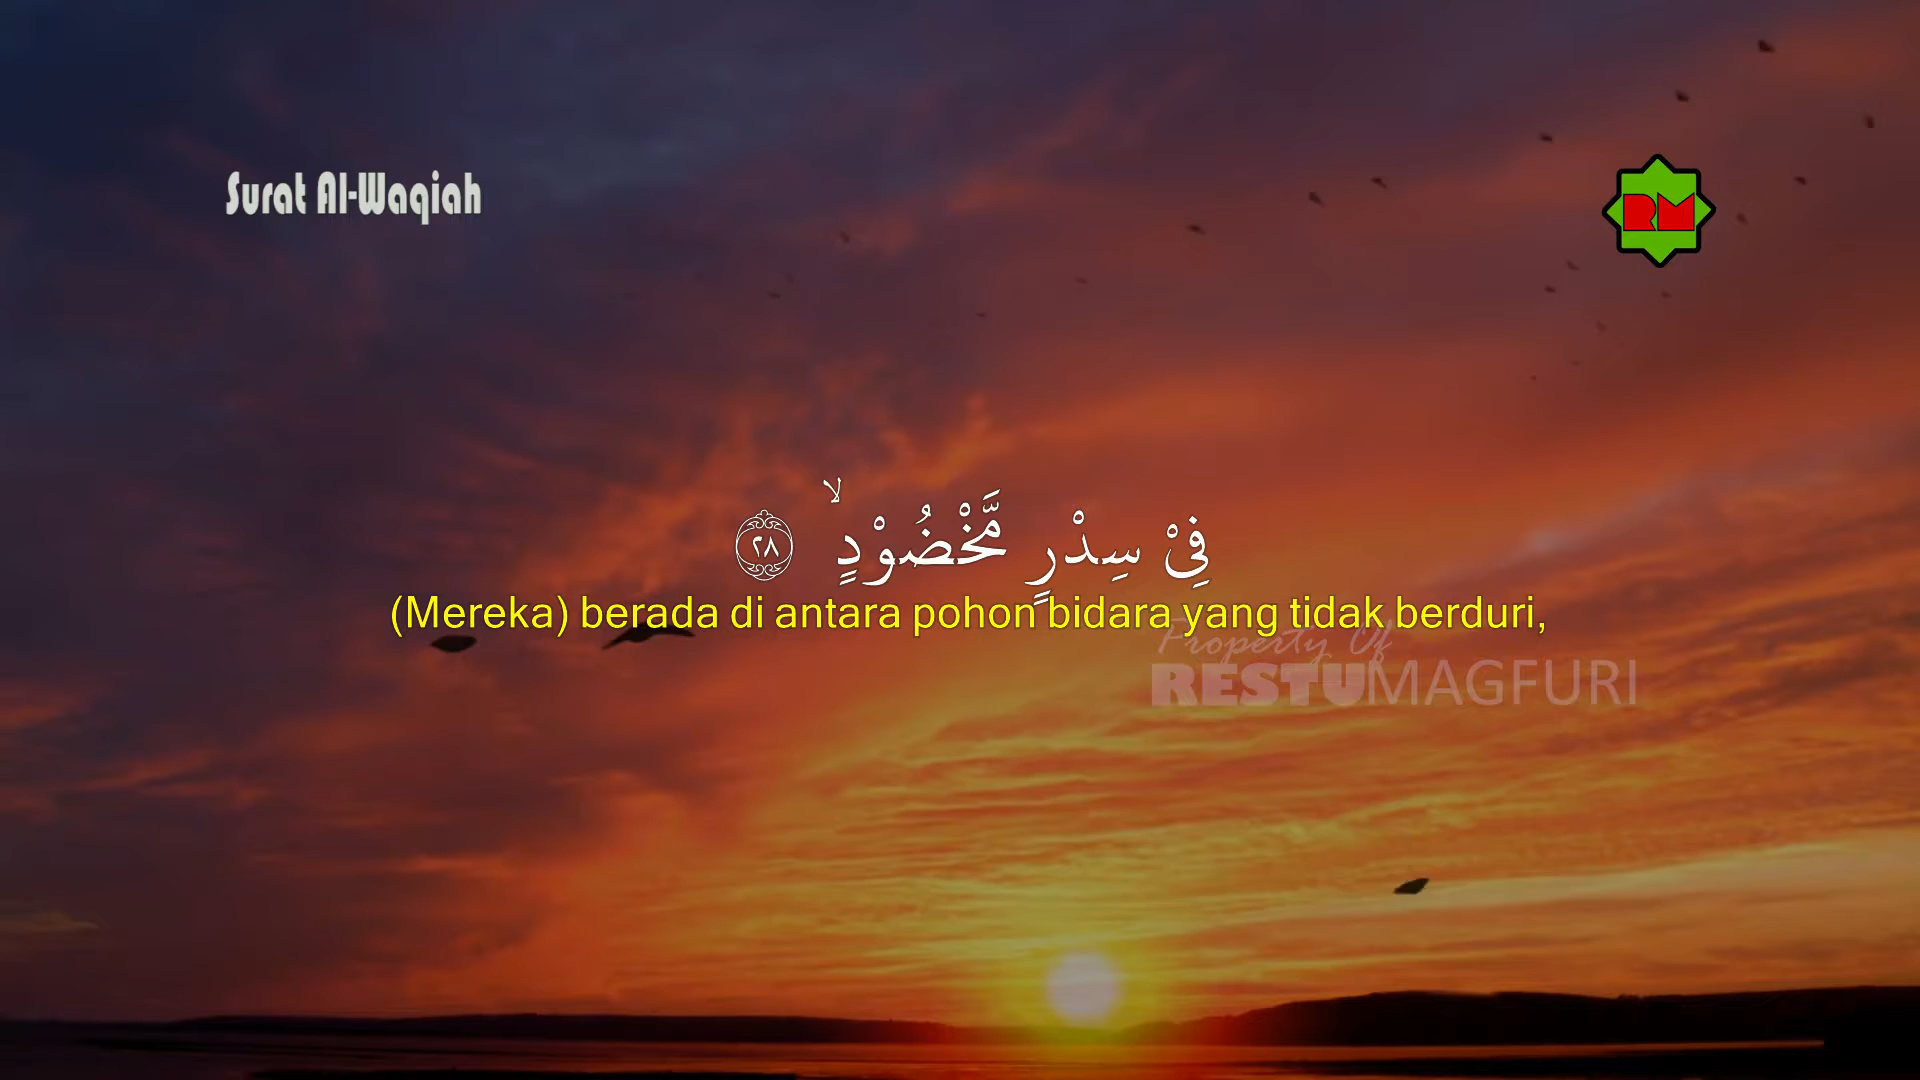 Surat Al-Waqiah
RM
فِيْ سِدْرٍ مَّخْضُوْدٍۙ ٢٨
(Mereka) berada di antara pohon bidara yang tidak berduri,
Property Of
RESTUMAGFURI